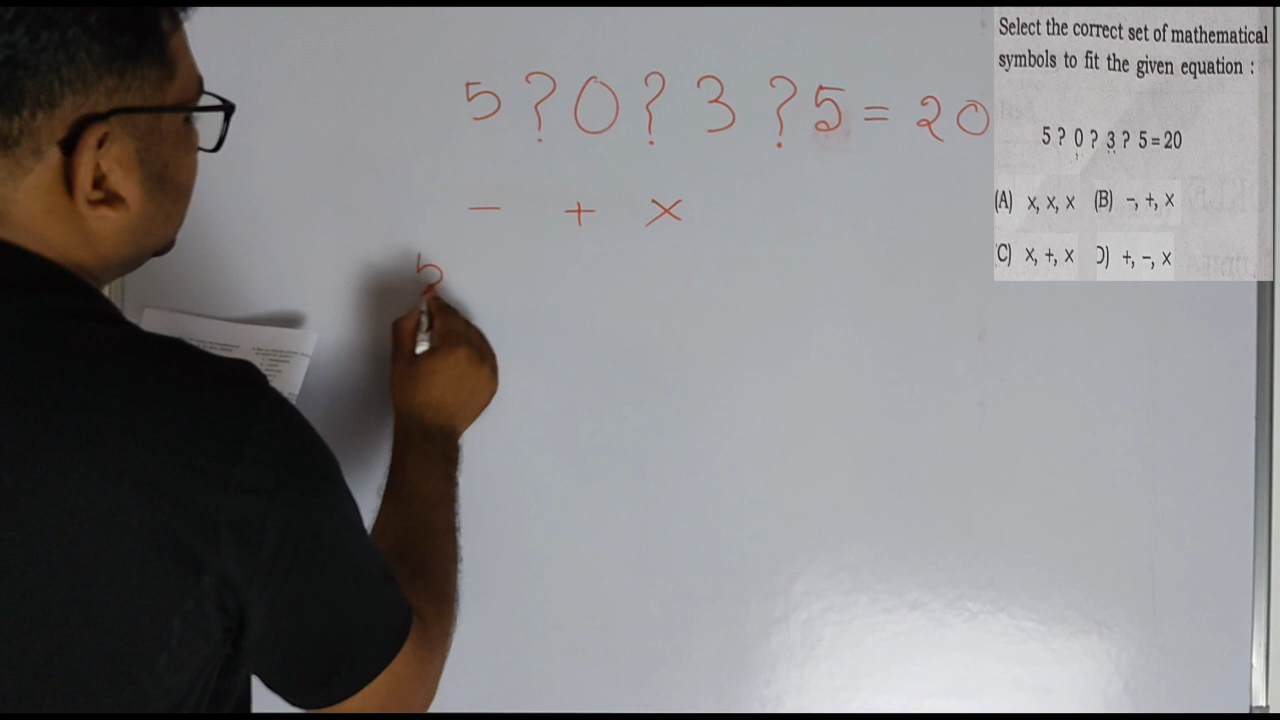 5 ? 0 ? 3 ? 5 = 20
- + ×
5
Select the correct set of mathematical
symbols to fit the given equation :
5 ? 0 ? 3 ? 5 = 20
(A) x, x, x (B) -, +, x
C) x, +, x D) +, -, x